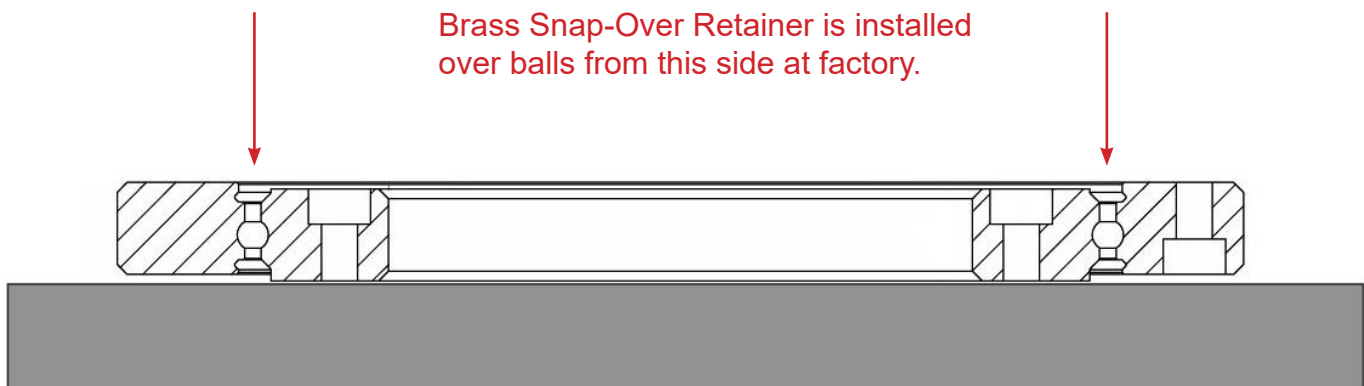 Brass Snap-Over Retainer is installed
over balls from this side at factory.